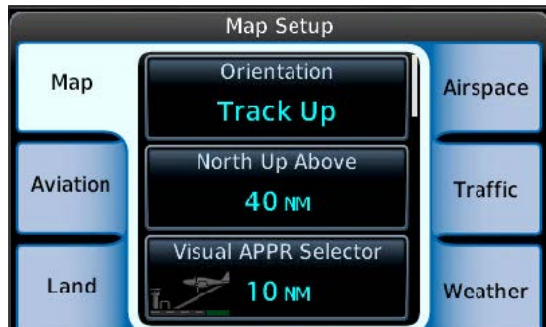 Map Setup
Map
Orientation
Track Up
Airspace
Aviation
North Up Above
40 NM
Traffic
Land
Visual APPR Selector
10 NM
Weather